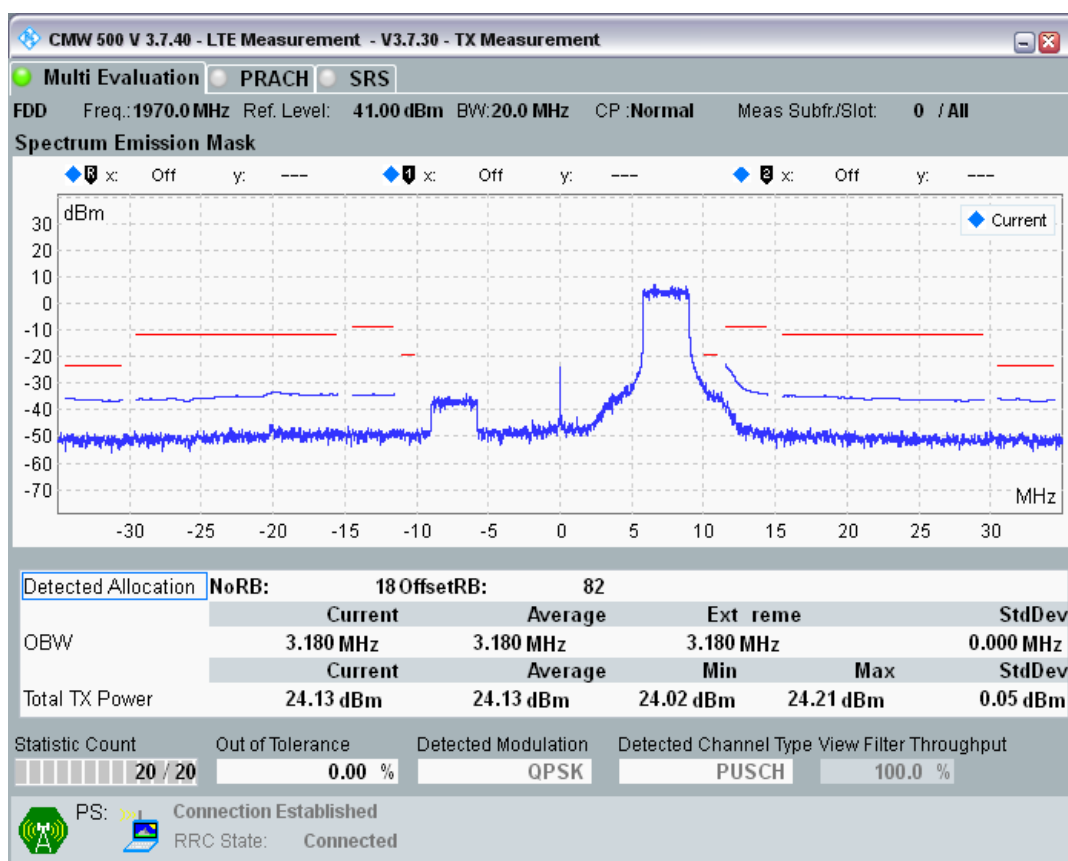 CMW 500 V 3.7.40 - LTE Measurement - V3.7.30 - TX Measurement
Multi Evaluation PRACH SRS
FDD Freq.: 1970.0 MHz Ref. Level: 41.00 dBm BW: 20.0 MHz CP : Normal Meas Subfr./Slot: 0 / All
Spectrum Emission Mask
R x: Off y: --- 1 x: Off y: --- 2 x: Off y: ---
dBm
Current
30
20
10
0
-10
-20
-30
-40
-50
-60
-70
MHz
-30 -25 -20 -15 -10 -5 0 5 10 15 20 25 30
Detected Allocation NoRB: 18 OffsetRB: 82
Current Average Ext reme StdDev
OBW 3.180 MHz 3.180 MHz 3.180 MHz 0.000 MHz
Current Average Min Max StdDev
Total TX Power 24.13 dBm 24.13 dBm 24.02 dBm 24.21 dBm 0.05 dBm
Statistic Count Out of Tolerance Detected Modulation Detected Channel Type View Filter Throughput
20 / 20 0.00 % QPSK PUSCH 100.0 %
PS: Connection Established
RRC State: Connected